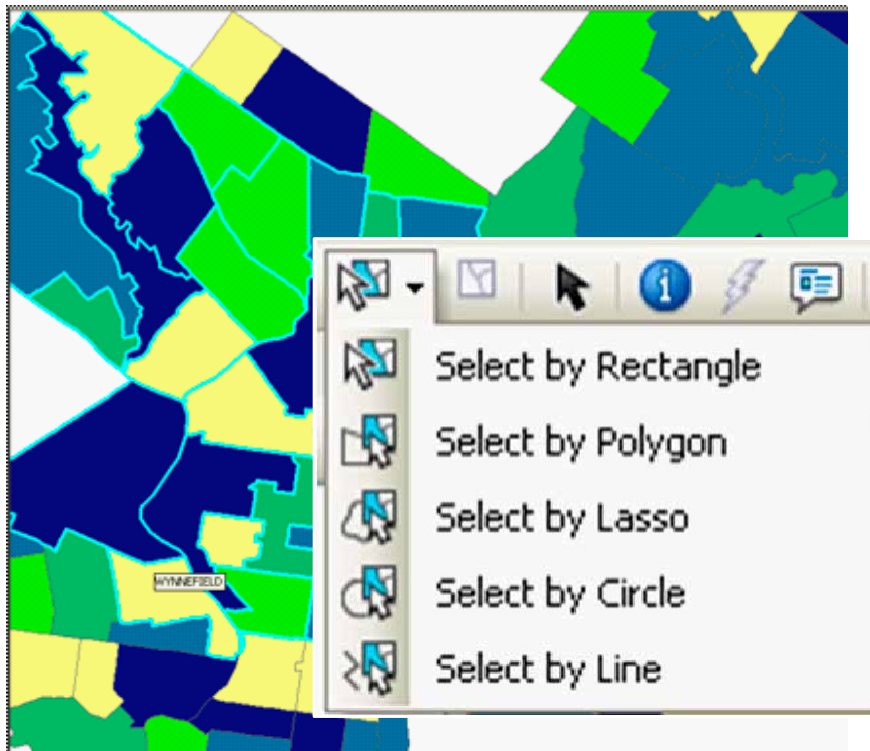 Select by Rectangle
Select by Polygon
Select by Lasso
Select by Circle
Select by Line
WYNNEFIELD